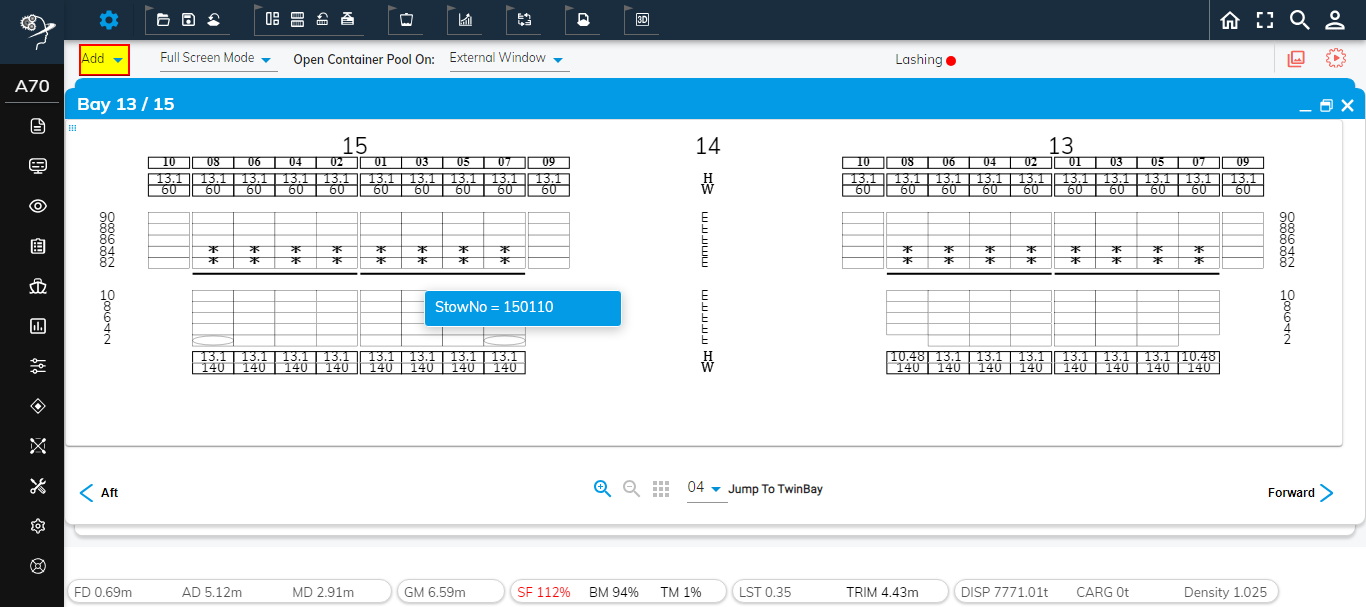 3D
A70
Add Full Screen Mode Open Container Pool On: External Window Lashing
Bay 13 / 15
15 14 13
10 08 06 04 02 01 03 05 07 09 10 08 06 04 02 01 03 05 07 09
13.1 13.1 13.1 13.1 13.1 13.1 13.1 13.1 13.1 13.1 H 13.1 13.1 13.1 13.1 13.1 13.1 13.1 13.1 13.1 13.1
60 60 60 60 60 60 60 60 60 60 W 60 60 60 60 60 60 60 60 60 60
90 E 90
88 E 88
86 E 86
84 * * * * * * * * E * * * * * * * * 84
82 * * * * * * * * E * * * * * * * * 82
10 E 10
8 E 8
StowNo = 150110
6 E 6
4 E 4
2 E 2
13.1 13.1 13.1 13.1 13.1 13.1 13.1 13.1 H 10.48 13.1 13.1 13.1 13.1 13.1 13.1 10.48
140 140 140 140 140 140 140 140 W 140 140 140 140 140 140 140 140
Aft 04 Jump To TwinBay Forward
FD 0.69m AD 5.12m MD 2.91m GM 6.59m SF 112% BM 94% TM 1% LST 0.35 TRIM 4.43m DISP 7771.01t CARG 0t Density 1.025